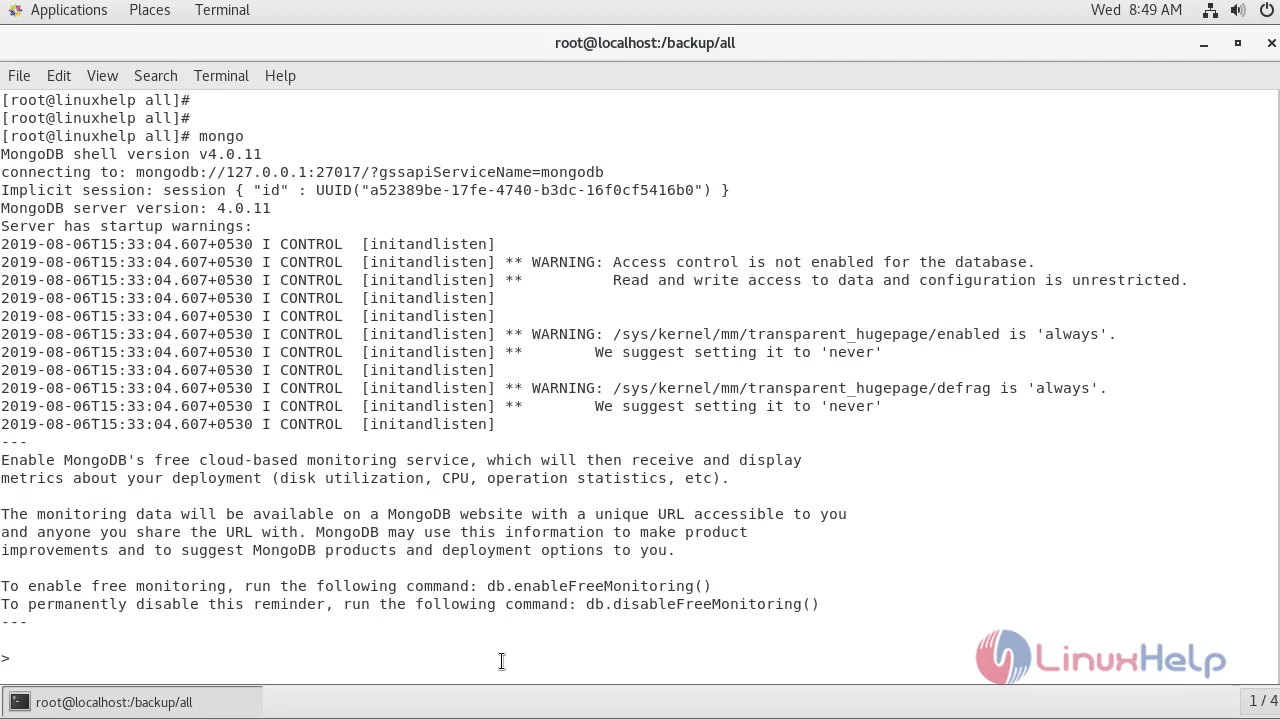 Applications Places Terminal Wed 8:49 AM
root@localhost:/backup/all
File Edit View Search Terminal Help
[root@linuxhelp all]#
[root@linuxhelp all]#
[root@linuxhelp all]# mongo
MongoDB shell version v4.0.11
connecting to: mongodb://127.0.0.1:27017/?gssapiServiceName=mongodb
Implicit session: session { "id" : UUID("a52389be-17fe-4740-b3dc-16f0cf5416b0") }
MongoDB server version: 4.0.11
Server has startup warnings:
2019-08-06T15:33:04.607+0530 I CONTROL  [initandlisten]
2019-08-06T15:33:04.607+0530 I CONTROL  [initandlisten] ** WARNING: Access control is not enabled for the database.
2019-08-06T15:33:04.607+0530 I CONTROL  [initandlisten] **          Read and write access to data and configuration is unrestricted.
2019-08-06T15:33:04.607+0530 I CONTROL  [initandlisten]
2019-08-06T15:33:04.607+0530 I CONTROL  [initandlisten]
2019-08-06T15:33:04.607+0530 I CONTROL  [initandlisten] ** WARNING: /sys/kernel/mm/transparent_hugepage/enabled is 'always'.
2019-08-06T15:33:04.607+0530 I CONTROL  [initandlisten] **        We suggest setting it to 'never'
2019-08-06T15:33:04.607+0530 I CONTROL  [initandlisten]
2019-08-06T15:33:04.607+0530 I CONTROL  [initandlisten] ** WARNING: /sys/kernel/mm/transparent_hugepage/defrag is 'always'.
2019-08-06T15:33:04.607+0530 I CONTROL  [initandlisten] **        We suggest setting it to 'never'
2019-08-06T15:33:04.607+0530 I CONTROL  [initandlisten]
---
Enable MongoDB's free cloud-based monitoring service, which will then receive and display
metrics about your deployment (disk utilization, CPU, operation statistics, etc).
The monitoring data will be available on a MongoDB website with a unique URL accessible to you
and anyone you share the URL with. MongoDB may use this information to make product
improvements and to suggest MongoDB products and deployment options to you.
To enable free monitoring, run the following command: db.enableFreeMonitoring()
To permanently disable this reminder, run the following command: db.disableFreeMonitoring()
---
>
LinuxHelp
root@localhost:/backup/all 1 / 4